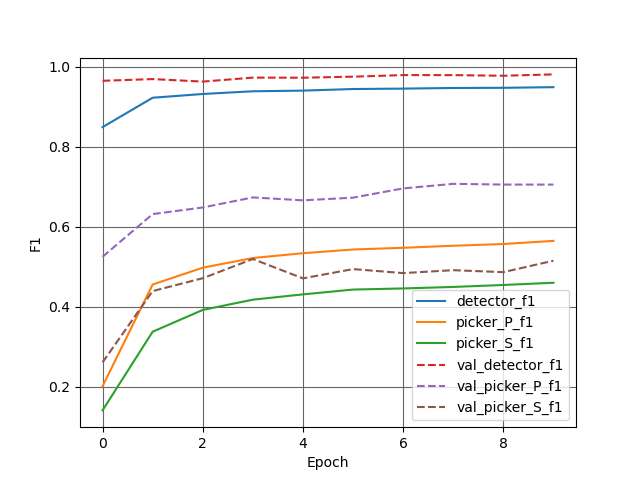 1.0
0.8
0.6
0.4
0.2
F1
0 2 4 6 8
Epoch
detector_f1
picker_P_f1
picker_S_f1
val_detector_f1
val_picker_P_f1
val_picker_S_f1